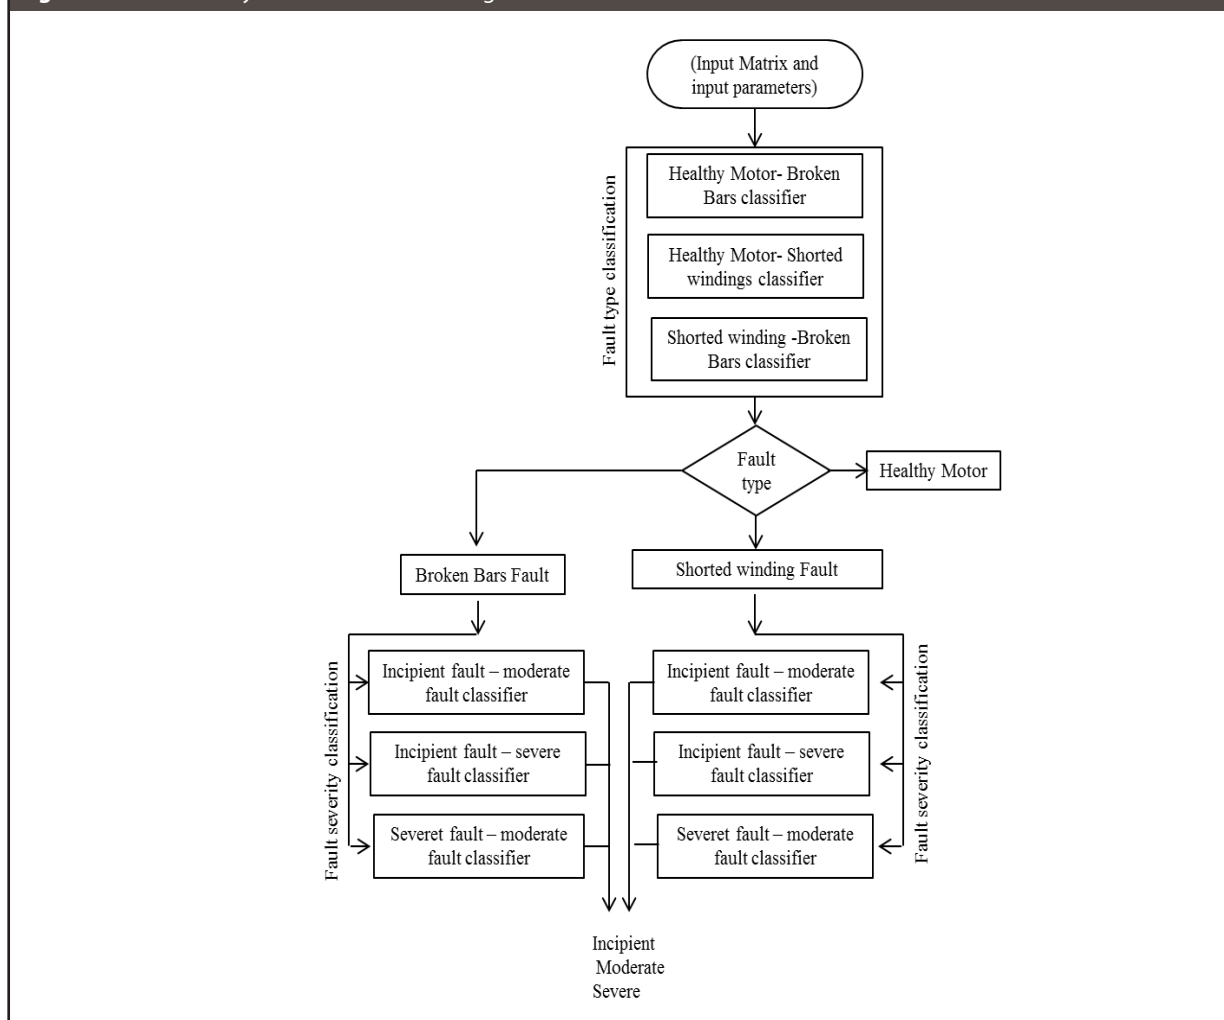 (Input Matrix and
input parameters)
Fault type classification
Healthy Motor- Broken
Bars classifier
Healthy Motor- Shorted
windings classifier
Shorted winding -Broken
Bars classifier
Fault
type
Healthy Motor
Broken Bars Fault
Shorted winding Fault
Fault severity classification
Incipient fault – moderate
fault classifier
Incipient fault – severe
fault classifier
Severet fault – moderate
fault classifier
Incipient fault – moderate
fault classifier
Incipient fault – severe
fault classifier
Severet fault – moderate
fault classifier
Fault severity classification
Incipient
Moderate
Severe